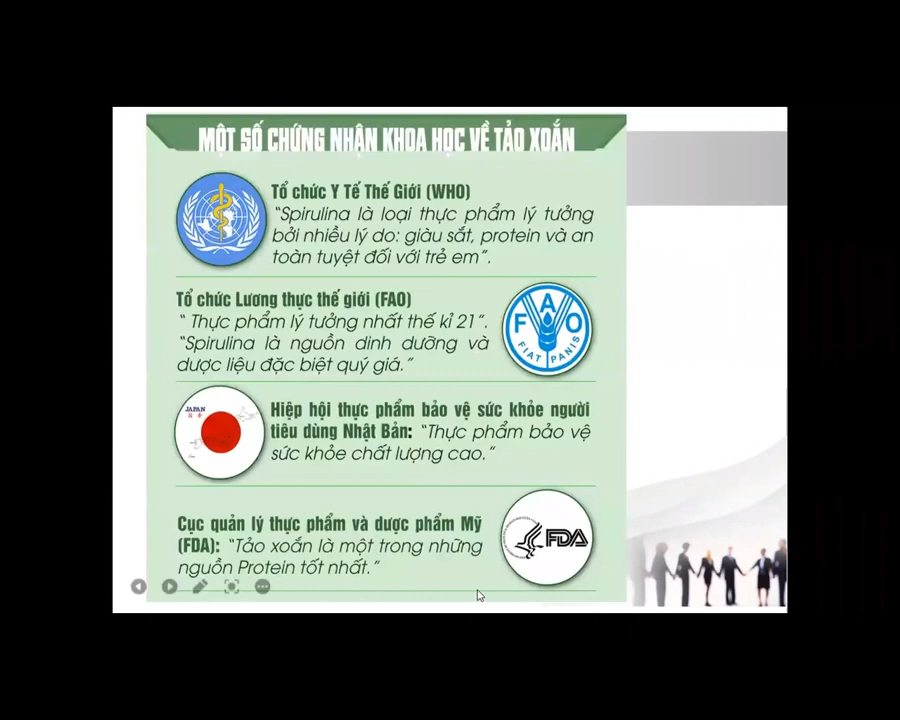 MỘT SỐ CHỨNG NHẬN KHOA HỌC VỀ TẢO XOẮN
Tổ chức Y Tế Thế Giới (WHO)
“Spirulina là loại thực phẩm lý tưởng
bởi nhiều lý do: giàu sắt, protein và an
toàn tuyệt đối với trẻ em”.
Tổ chức Lương thực thế giới (FAO)
“ Thực phẩm lý tưởng nhất thế kỉ 21”.
“Spirulina là nguồn dinh dưỡng và
dược liệu đặc biệt quý giá.”
F A O
FIAT PANIS
JAPAN
Hiệp hội thực phẩm bảo vệ sức khỏe người
tiêu dùng Nhật Bản: “Thực phẩm bảo vệ
sức khỏe chất lượng cao.”
Cục quản lý thực phẩm và dược phẩm Mỹ
(FDA): “Tảo xoắn là một trong những
nguồn Protein tốt nhất.”
FDA